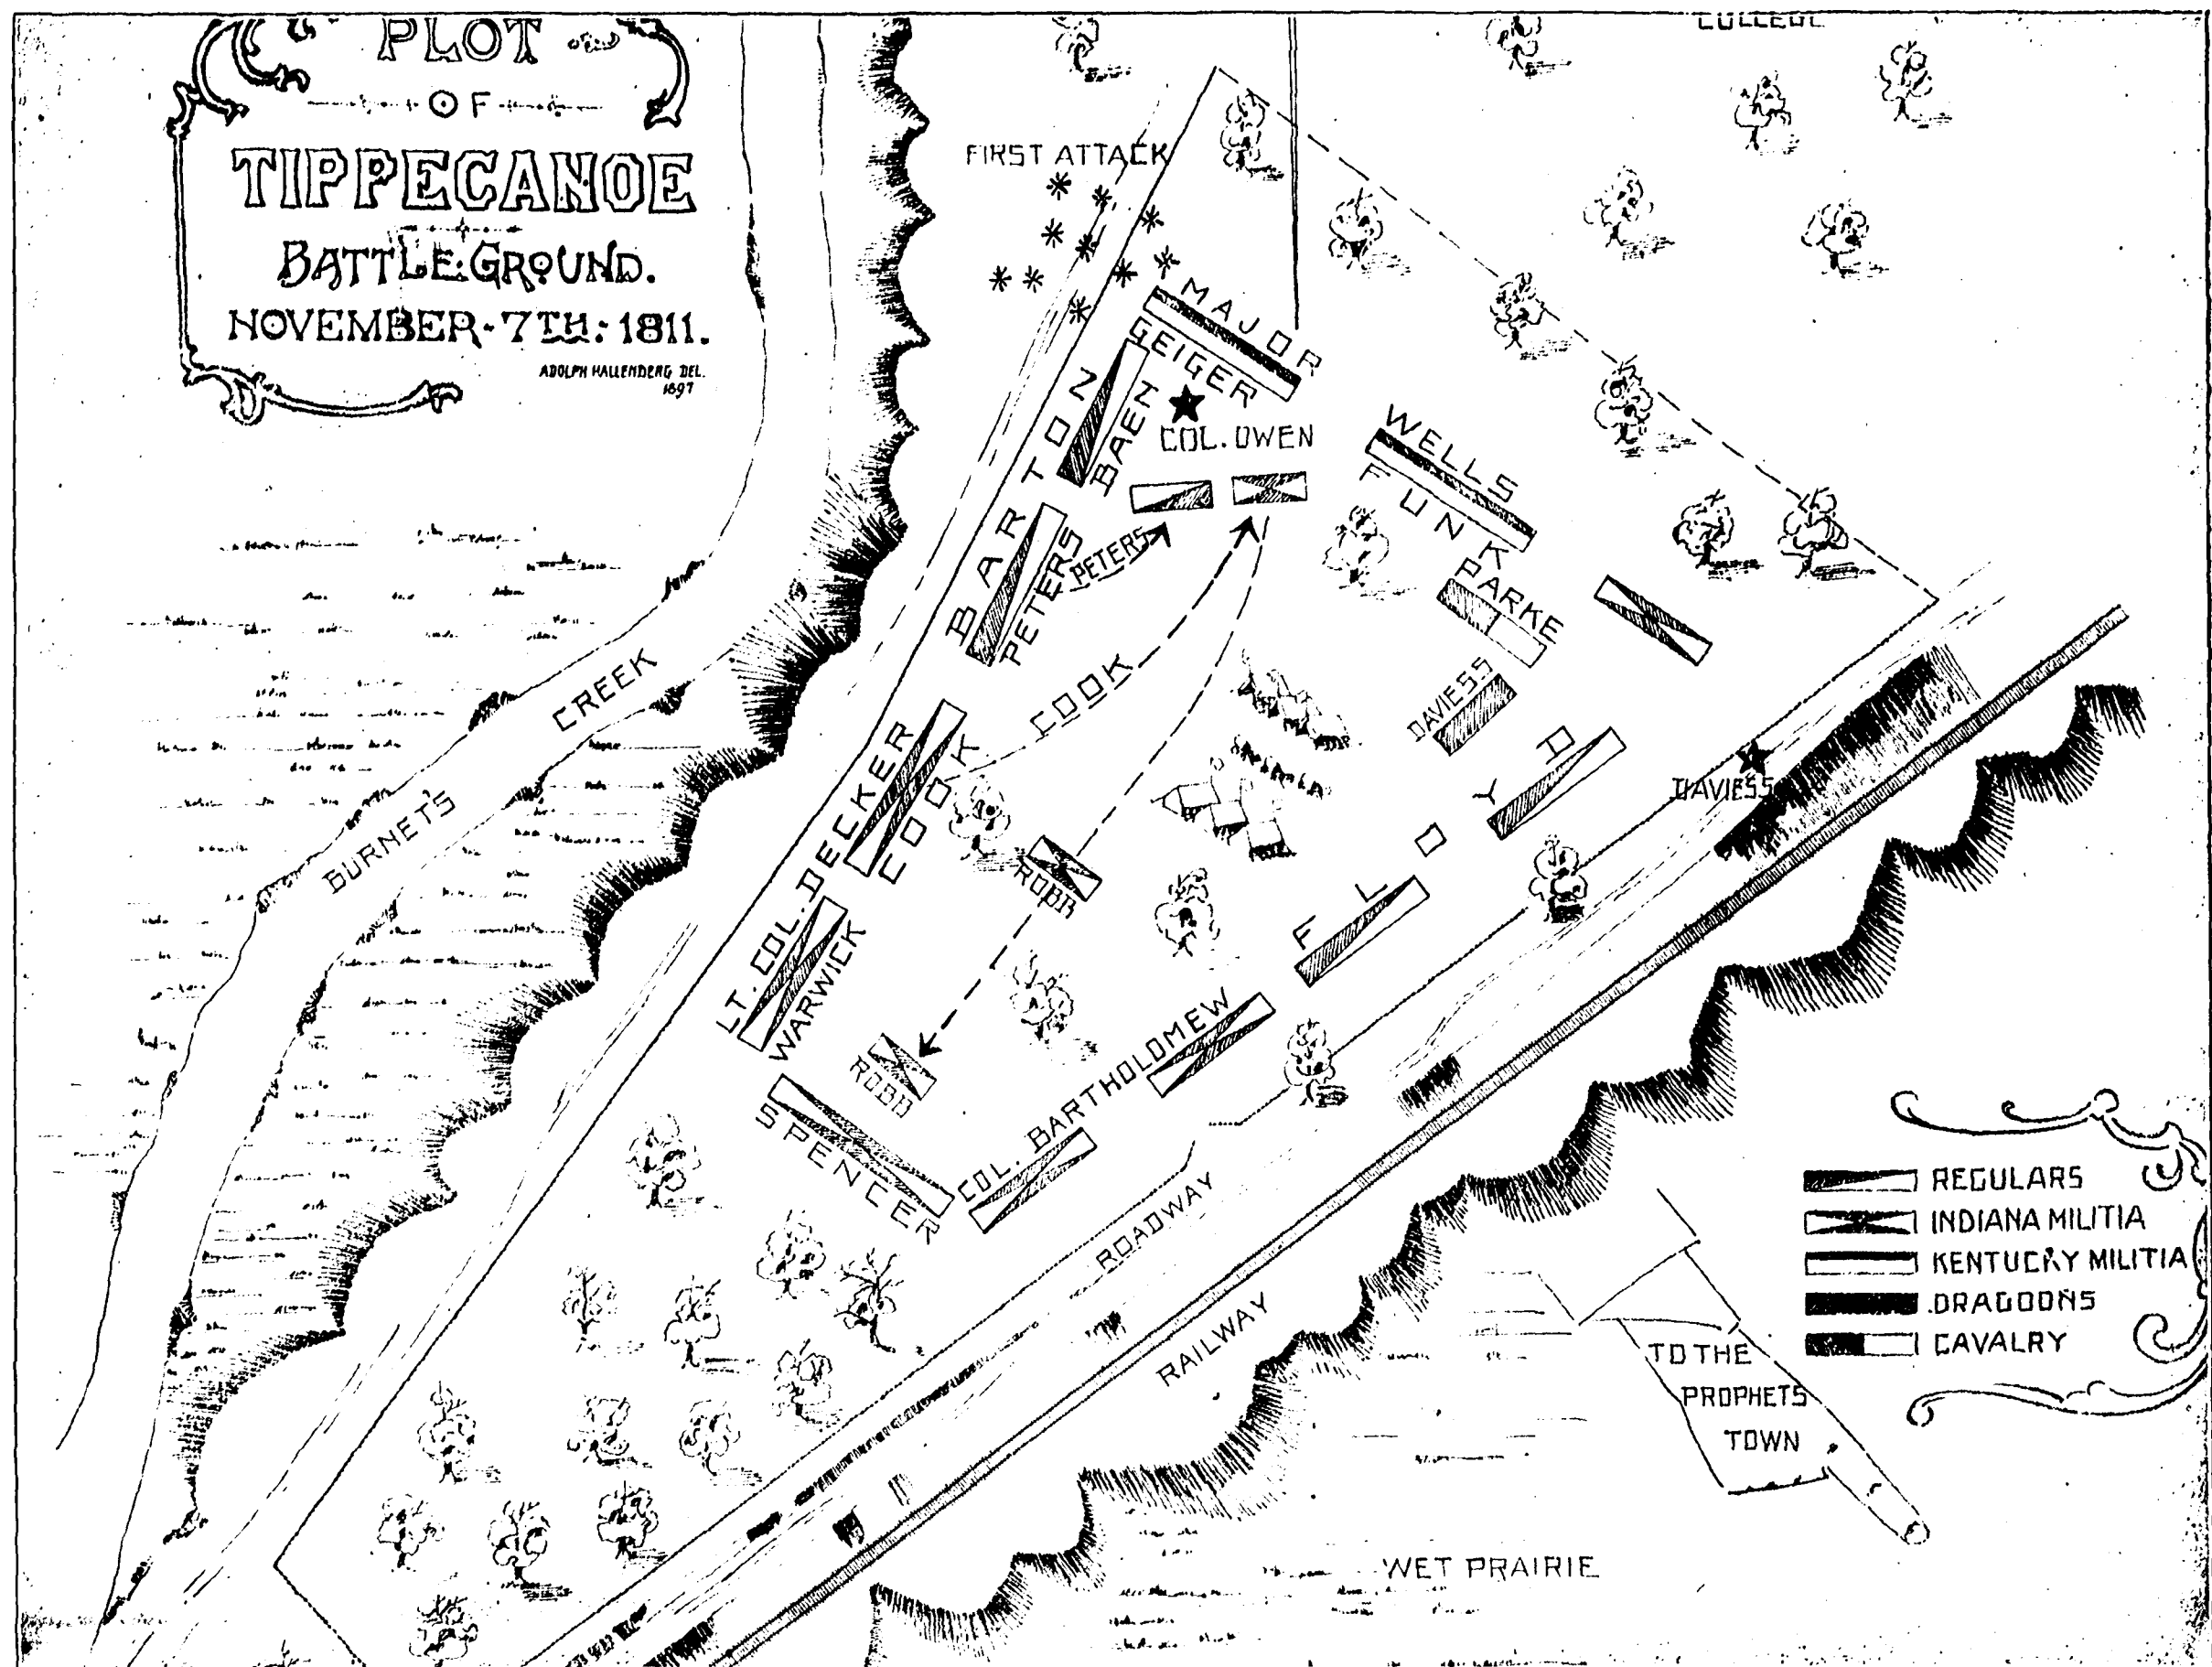 PLOT
OF
TIPPECANOE
BATTLE GROUND.
NOVEMBER-7TH: 1811.
ADOLPH HALLENBERG DEL.
1897
COLLEGE
FIRST ATTACK
MAJOR
GEIGER
COL. OWEN
BARTON
BAEN
WELLS
FUNK
PETERS
PETERS
PARKE
COOK
DAVIESS
DAVIESS
FLOYD
LT. COL. DECKER
COOK
ROBB
WARWICK
ROBB
SPENCER
COL. BARTHOLOMEW
BURNET'S CREEK
ROADWAY
RAILWAY
REGULARS
INDIANA MILITIA
KENTUCKY MILITIA
DRAGOONS
CAVALRY
TO THE
PROPHETS
TOWN
WET PRAIRIE